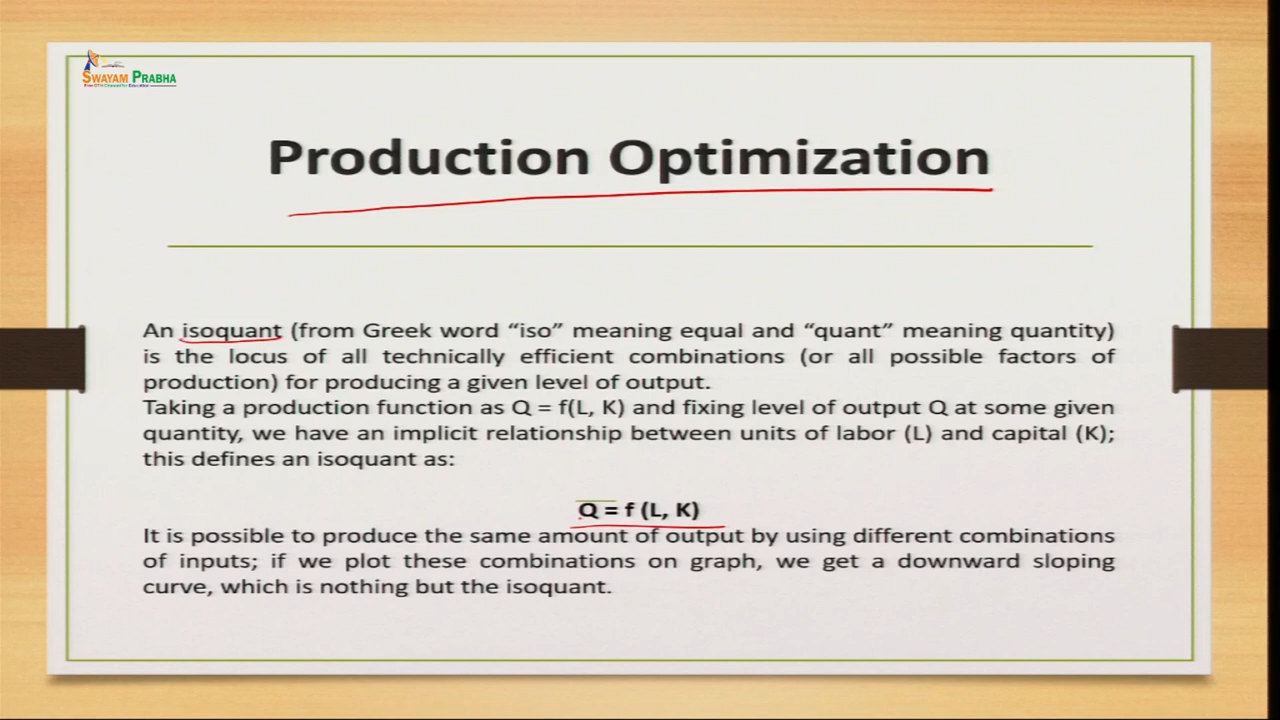 SWAYAM PRABHA
Production Optimization
An isoquant (from Greek word “iso” meaning equal and “quant” meaning quantity)
is the locus of all technically efficient combinations (or all possible factors of
production) for producing a given level of output.
Taking a production function as Q = f(L, K) and fixing level of output Q at some given
quantity, we have an implicit relationship between units of labor (L) and capital (K);
this defines an isoquant as:
Q = f (L, K)
It is possible to produce the same amount of output by using different combinations
of inputs; if we plot these combinations on graph, we get a downward sloping
curve, which is nothing but the isoquant.